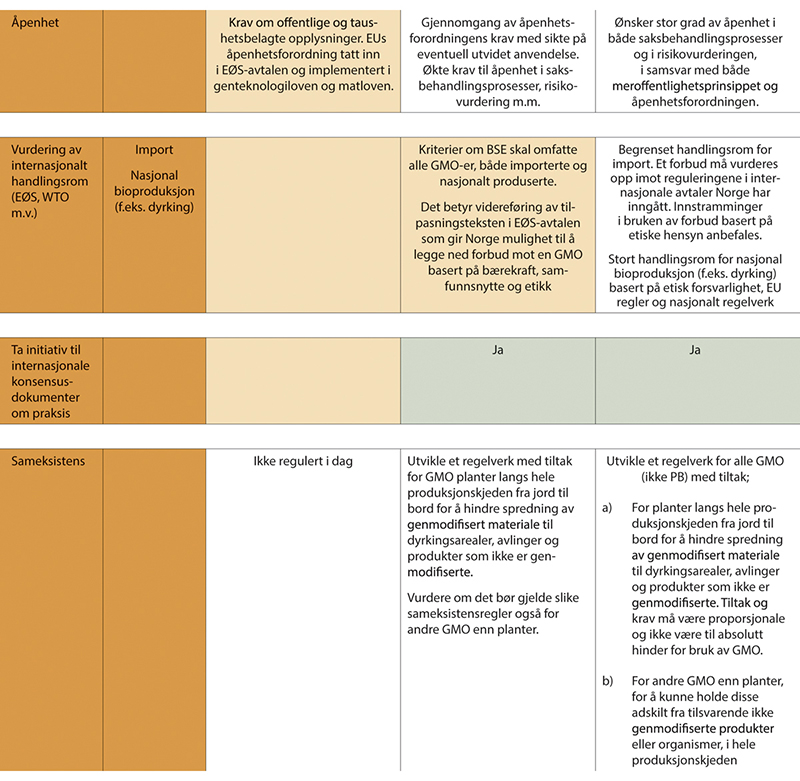 Åpenhet
Krav om offentlige og taus-
hetsbelagte opplysninger. EUs
åpenhetsforordning tatt inn
i EØS-avtalen og implementert i
genteknologiloven og matloven.
Gjennomgang av åpenhets-
forordningens krav med sikte på
eventuell utvidet anvendelse.
Økte krav til åpenhet i saks-
behandlingsprosesser, risiko-
vurdering m.m.
Ønsker stor grad av åpenhet i
både saksbehandlingsprosesser
og i risikovurderingen,
i samsvar med både
meroffentlighetsprinsippet og
åpenhetsforordningen.
Vurdering av
internasjonalt
handlingsrom
(EØS, WTO
m.v.)
Import
Nasjonal
bioproduksjon
(f.eks. dyrking)
Kriterier om BSE skal omfatte
alle GMO-er, både importerte og
nasjonalt produserte.
Det betyr videreføring av til-
pasningsteksten i EØS-avtalen
som gir Norge mulighet til å
legge ned forbud mot en GMO
basert på bærekraft, sam-
funnsnytte og etikk
Begrenset handlingsrom for
import. Et forbud må vurderes
opp imot reguleringene i inter-
nasjonale avtaler Norge har
inngått. Innstramminger
i bruken av forbud basert på
etiske hensyn anbefales.
Stort handlingsrom for nasjonal
bioproduksjon (f.eks. dyrking)
basert på etisk forsvarlighet, EU
regler og nasjonalt regelverk
Ta initiativ til
internasjonale
konsensus-
dokumenter
om praksis
Ja
Ja
Sameksistens
Ikke regulert i dag
Utvikle et regelverk med tiltak
for GMO planter langs hele
produksjonskjeden fra jord til
bord for å hindre spredning av
genmodifisert materiale til
dyrkingsarealer, avlinger og
produkter som ikke er gen-
modifiserte.
Vurdere om det bør gjelde slike
sameksistensregler også for
andre GMO enn planter.
Utvikle et regelverk for alle GMO
(ikke PB) med tiltak;
a) For planter langs hele pro-
duksjonskjeden fra jord til
bord for å hindre spredning
av genmodifisert materiale
til dyrkingsarealer, avlinger
og produkter som ikke er
genmodifiserte. Tiltak og
krav må være proporsjonale
og ikke være til absolutt
hinder for bruk av GMO.
b) For andre GMO enn planter,
for å kunne holde disse
adskilt fra tilsvarende ikke
genmodifiserte produkter
eller organismer, i hele
produksjonskjeden